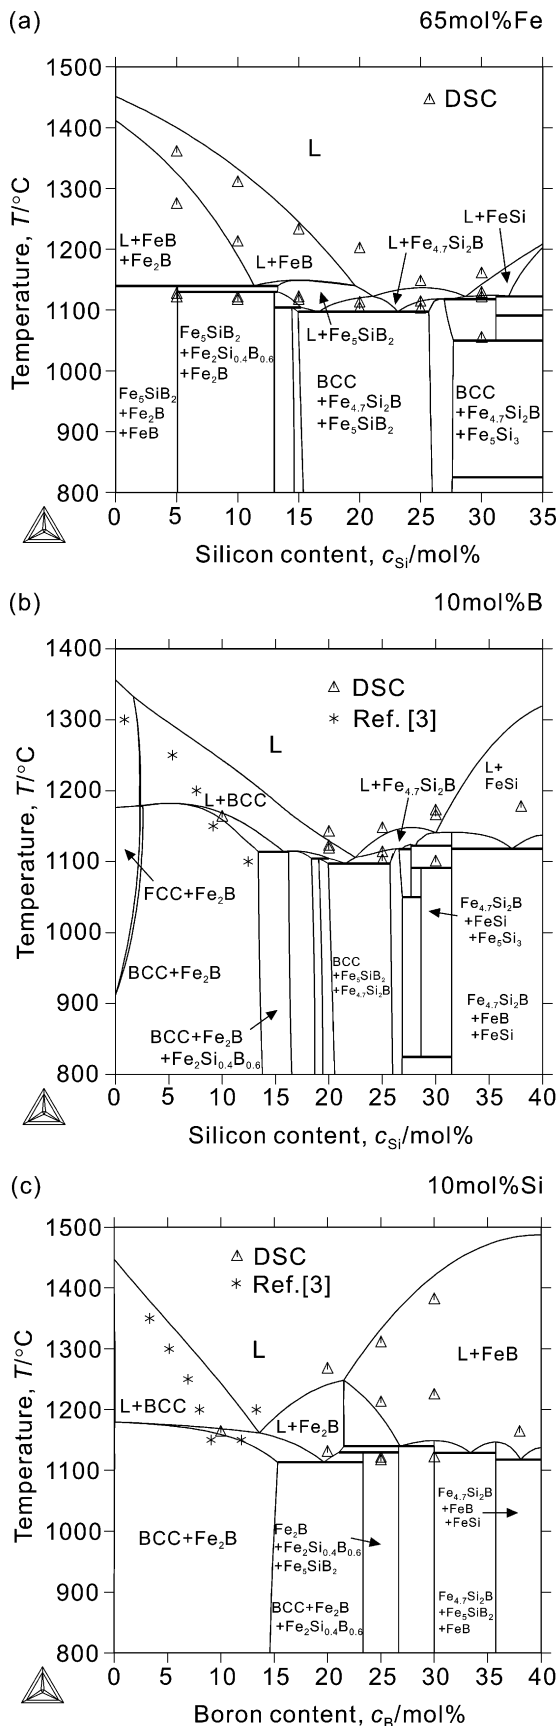 (a)
65mol%Fe
1500
1400
1300
1200
1100
1000
900
800
Temperature, T/°C
DSC
L
L+FeB
+Fe2B
L+FeB
L+Fe4.7Si2B
L+FeSi
L+Fe5SiB2
Fe5SiB2
+Fe2Si0.4B0.6
+Fe2B
Fe5SiB2
+Fe2B
+FeB
BCC
+Fe4.7Si2B
+Fe5SiB2
BCC
+Fe4.7Si2B
+Fe5Si3
0 5 10 15 20 25 30 35
Silicon content, cSi/mol%
(b)
10mol%B
1400
1300
1200
1100
1000
900
800
Temperature, T/°C
DSC
Ref. [3]
L
L+BCC
L+Fe4.7Si2B
L+
FeSi
FCC+Fe2B
BCC+Fe2B
BCC+Fe2B
+Fe2Si0.4B0.6
BCC
+Fe5SiB2
+Fe4.7Si2B
Fe4.7Si2B
+FeSi
+Fe5Si3
Fe4.7Si2B
+FeB
+FeSi
0 5 10 15 20 25 30 35 40
Silicon content, cSi/mol%
(c)
10mol%Si
1500
1400
1300
1200
1100
1000
900
800
Temperature, T/°C
DSC
Ref.[3]
L
L+BCC
L+Fe2B
L+FeB
BCC+Fe2B
Fe2B
+Fe2Si0.4B0.6
+Fe5SiB2
BCC+Fe2B
+Fe2Si0.4B0.6
Fe4.7Si2B
+FeB
+FeSi
Fe4.7Si2B
+Fe5SiB2
+FeB
0 5 10 15 20 25 30 35 40
Boron content, cB/mol%